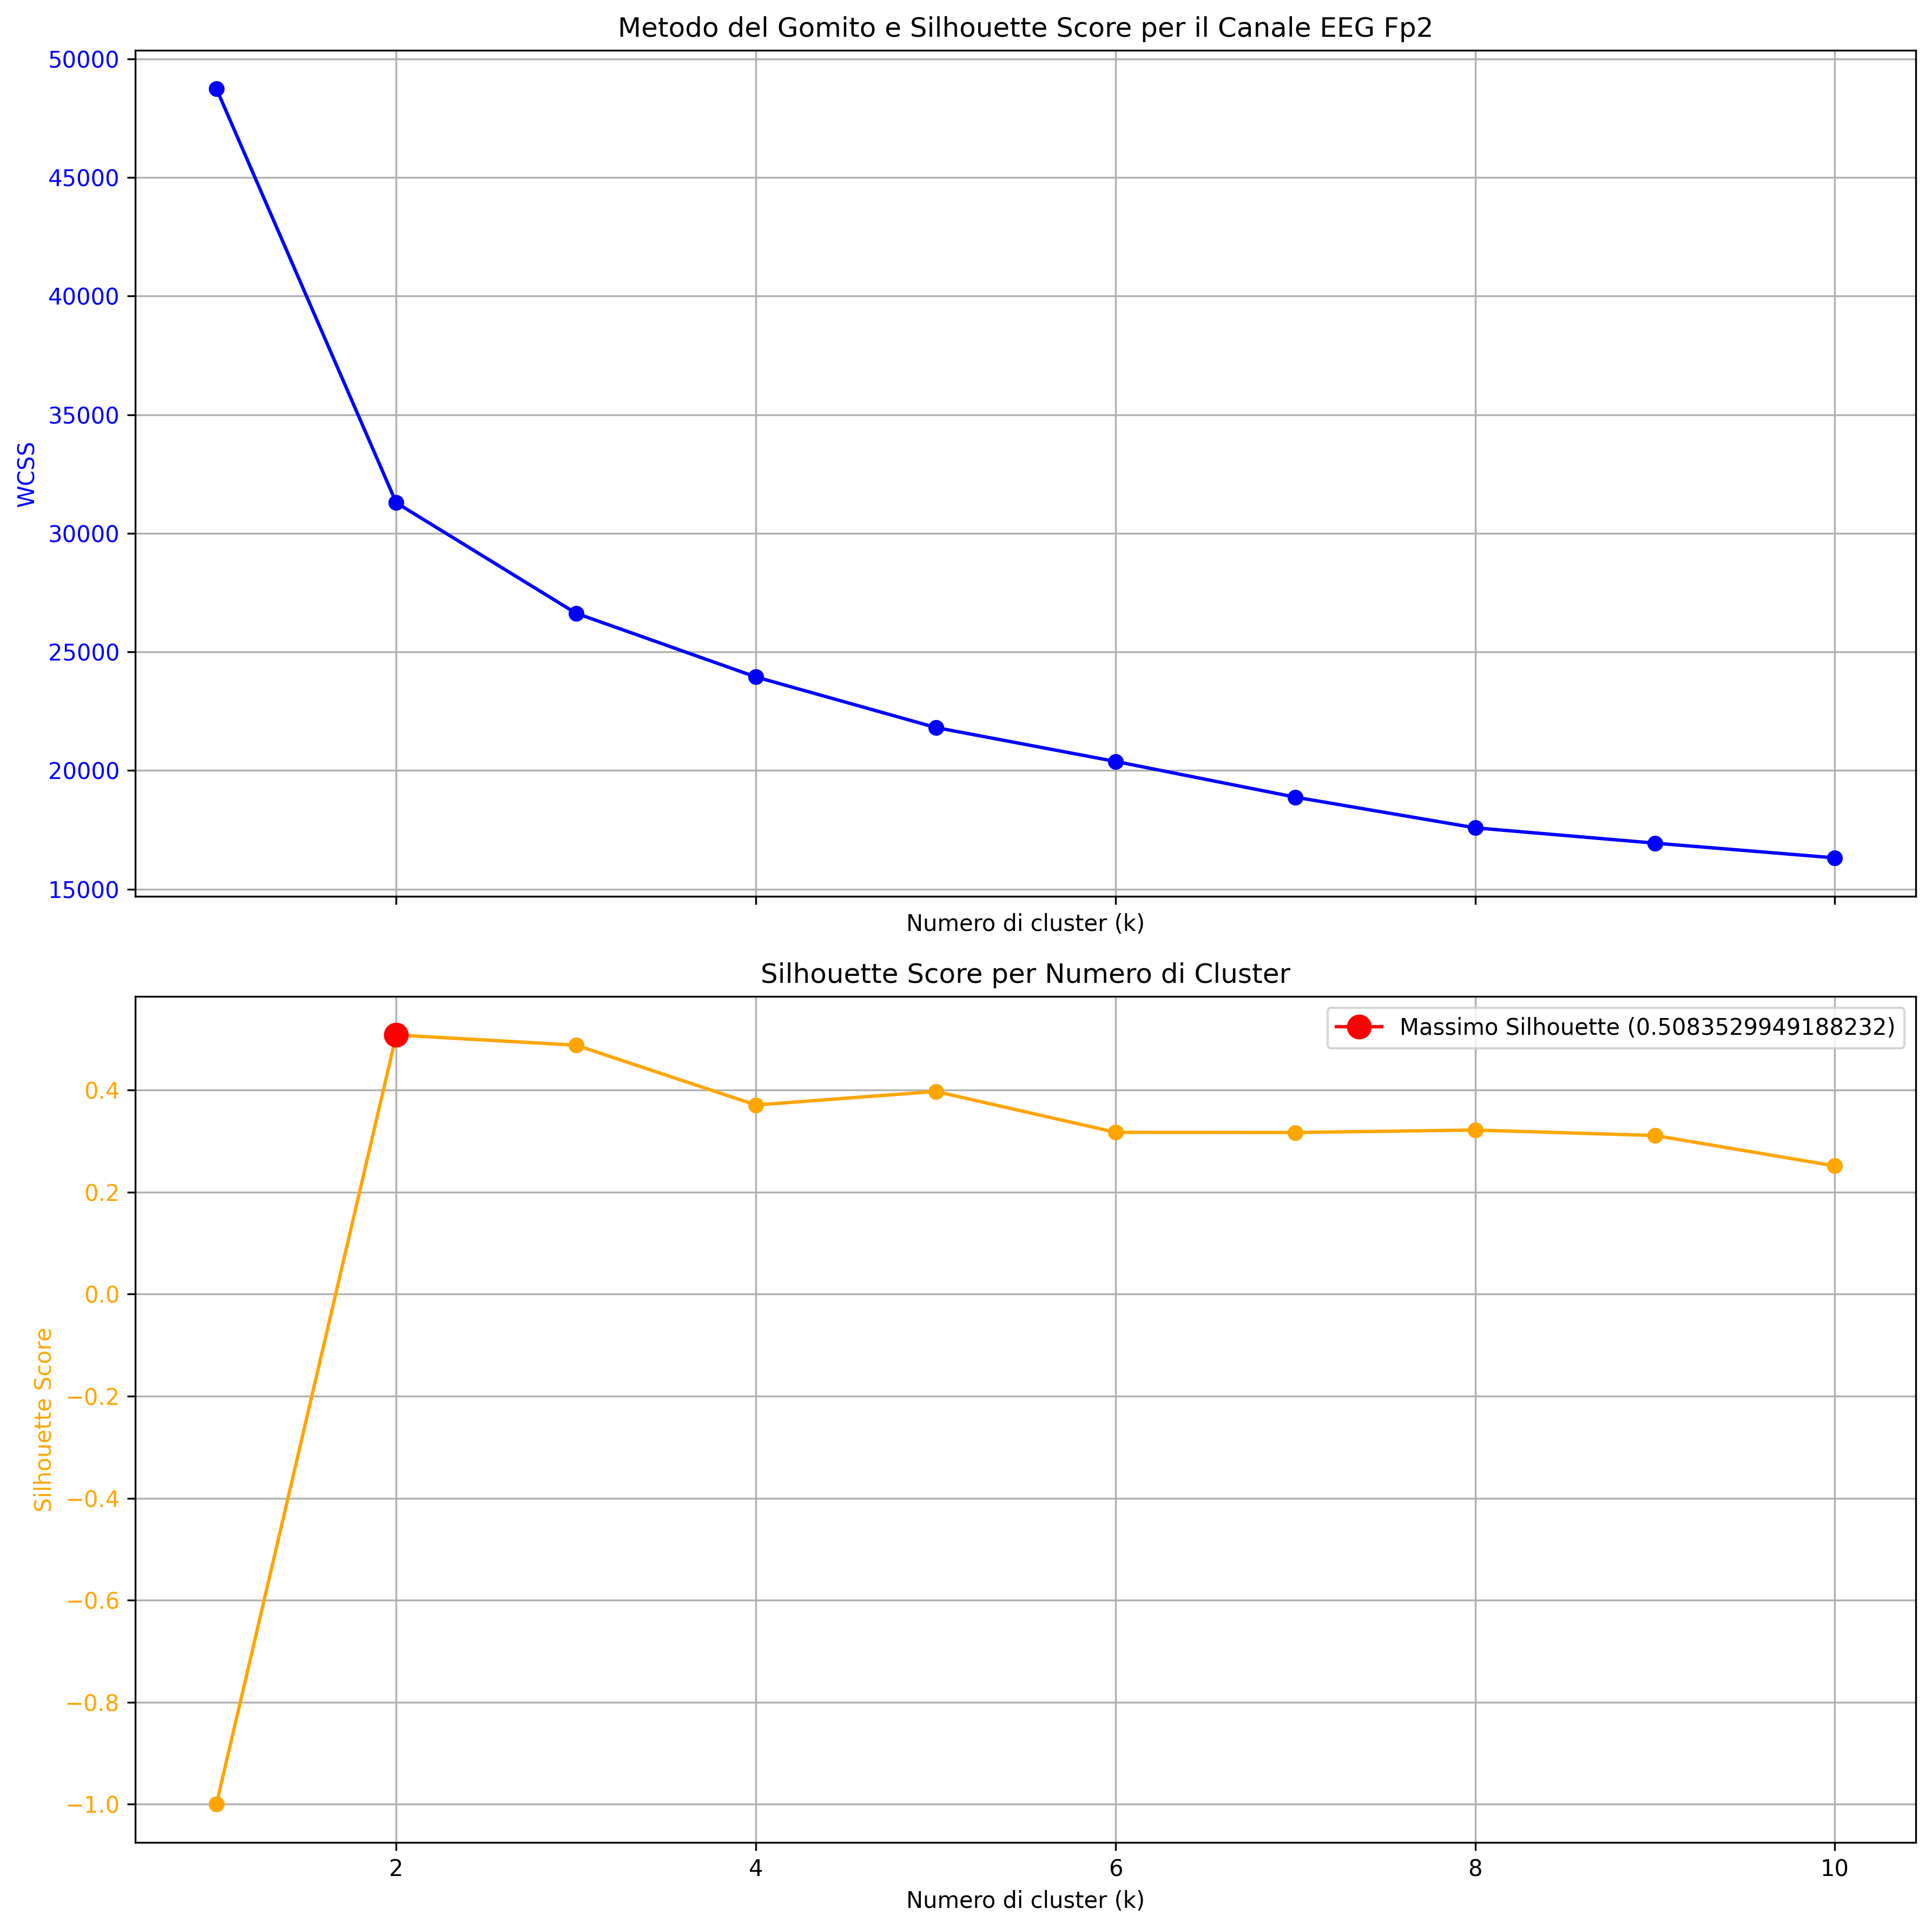 Metodo del Gomito e Silhouette Score per il Canale EEG Fp2
50000
45000
40000
35000
30000
25000
20000
15000
WCSS
Numero di cluster (k)
Silhouette Score per Numero di Cluster
Massimo Silhouette (0.5083529949188232)
0.4
0.2
0.0
−0.2
−0.4
−0.6
−0.8
−1.0
Silhouette Score
2 4 6 8 10
Numero di cluster (k)